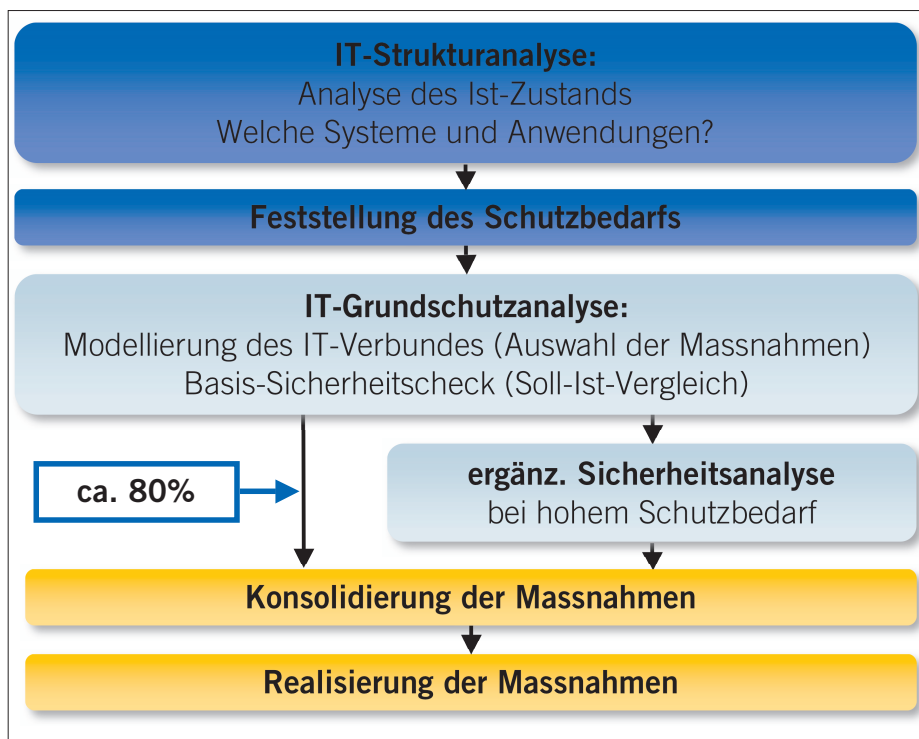 IT-Strukturanalyse:
Analyse des Ist-Zustands
Welche Systeme und Anwendungen?
Feststellung des Schutzbedarfs
IT-Grundschutzanalyse:
Modellierung des IT-Verbundes (Auswahl der Massnahmen)
Basis-Sicherheitscheck (Soll-Ist-Vergleich)
ca. 80%
ergänz. Sicherheitsanalyse
bei hohem Schutzbedarf
Konsolidierung der Massnahmen
Realisierung der Massnahmen